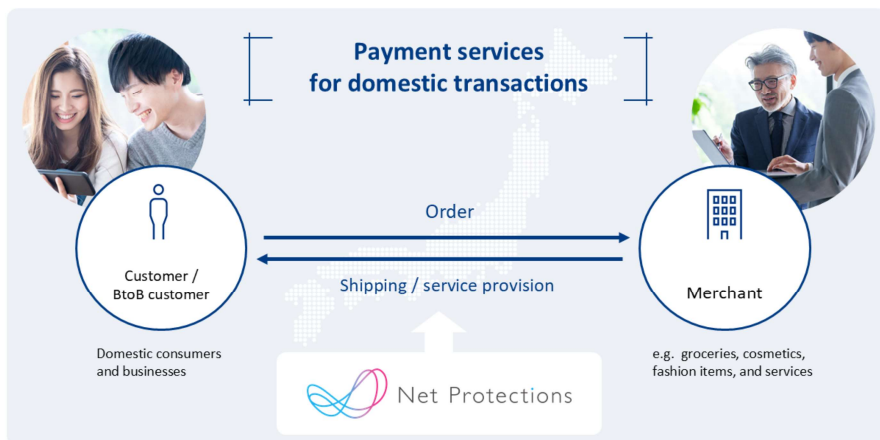 Payment services
for domestic transactions
Order
Customer /
BtoB customer
Shipping / service provision
Merchant
Domestic consumers
and businesses
e.g. groceries, cosmetics,
fashion items, and services
Net Protections